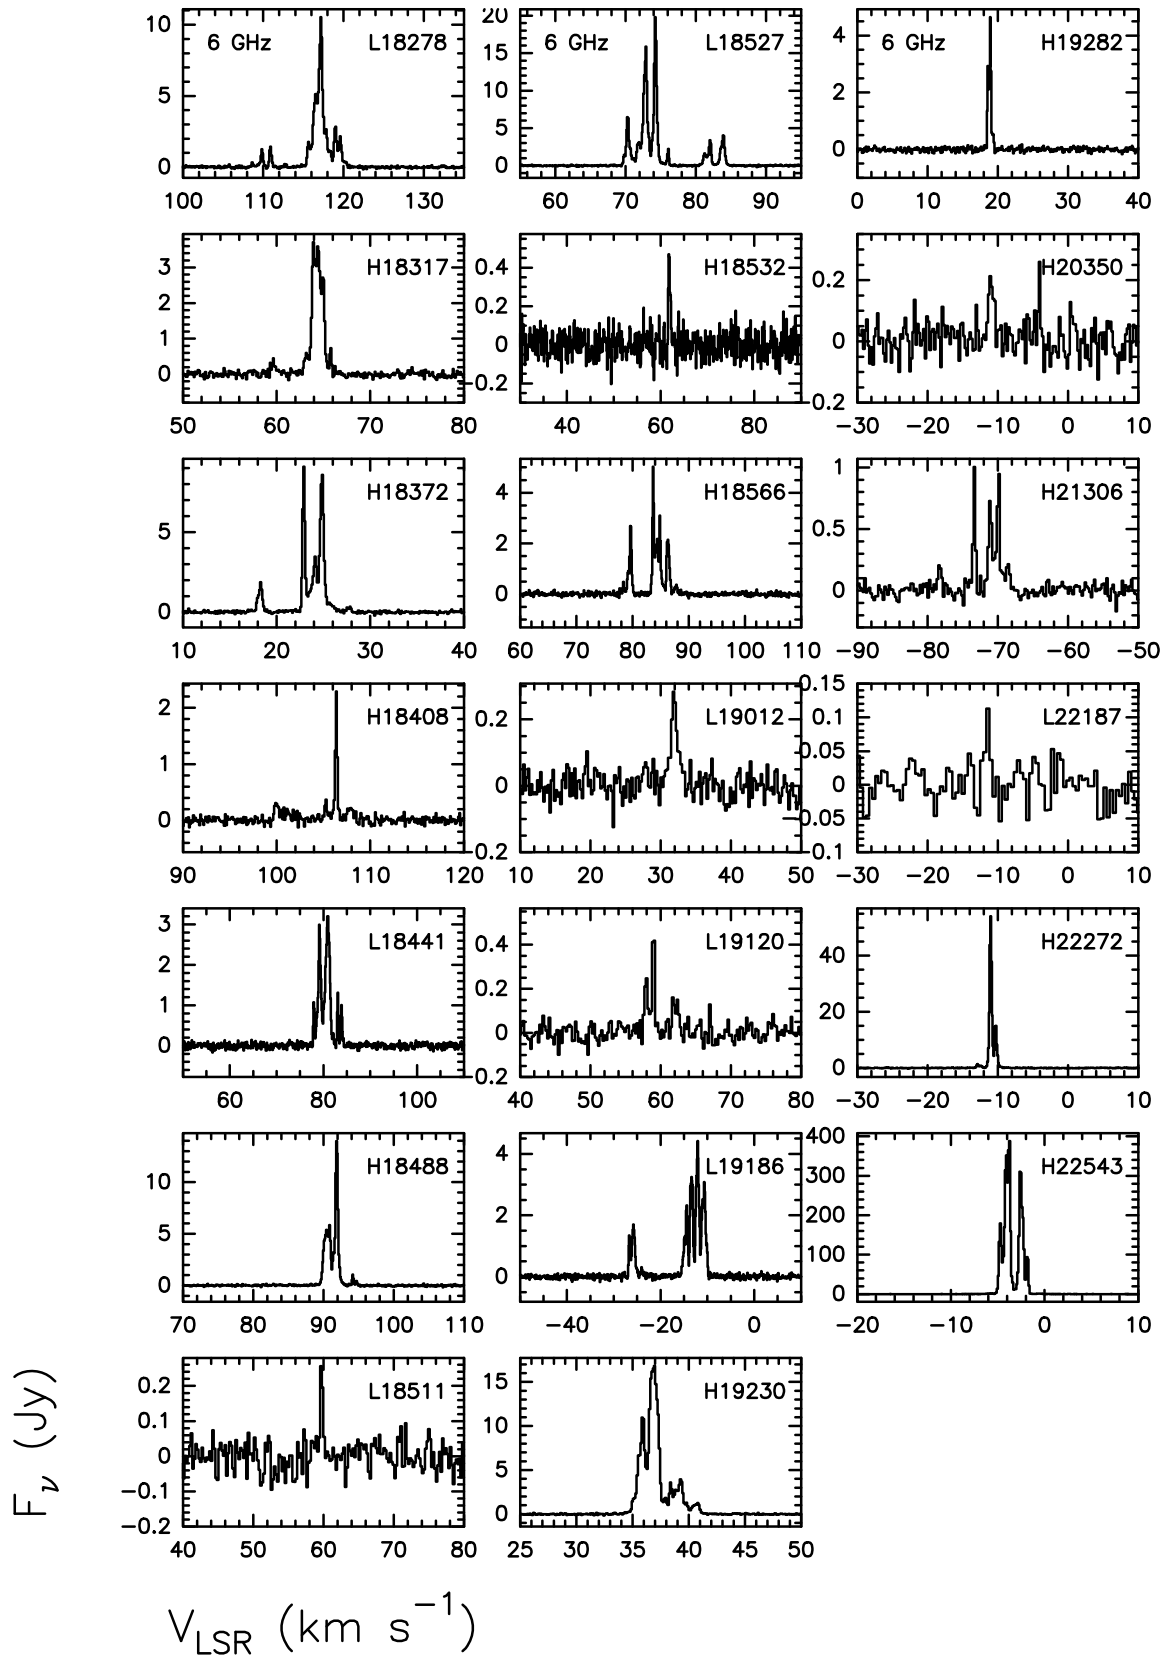 6 GHz L18278
10
5
0
100 110 120 130
6 GHz L18527
20
15
10
5
0
60 70 80 90
6 GHz H19282
4
2
0
0 10 20 30 40
H18317
3
2
1
0
50 60 70 80
H18532
0.4
0.2
0
-0.2
40 60 80
H20350
0.2
0
-0.2
-30 -20 -10 0 10
H18372
5
0
10 20 30 40
H18566
4
2
0
60 70 80 90 100 110
H21306
1
0.5
0
-90 -80 -70 -60 -50
H18408
2
1
0
90 100 110 120
L19012
0.2
0
-0.2
10 20 30 40 50
L22187
0.15
0.1
0.05
0
-0.05
-0.1
-30 -20 -10 0 10
L18441
3
2
1
0
60 80 100
L19120
0.4
0.2
0
-0.2
40 50 60 70 80
H22272
40
20
0
-30 -20 -10 0 10
H18488
10
5
0
70 80 90 100 110
L19186
4
2
0
-40 -20 0
H22543
400
300
200
100
0
-20 -10 0 10
L18511
0.2
0.1
0
-0.1
-0.2
40 50 60 70 80
H19230
15
10
5
0
25 30 35 40 45 50
Fν (Jy)
VLSR (km s−1)